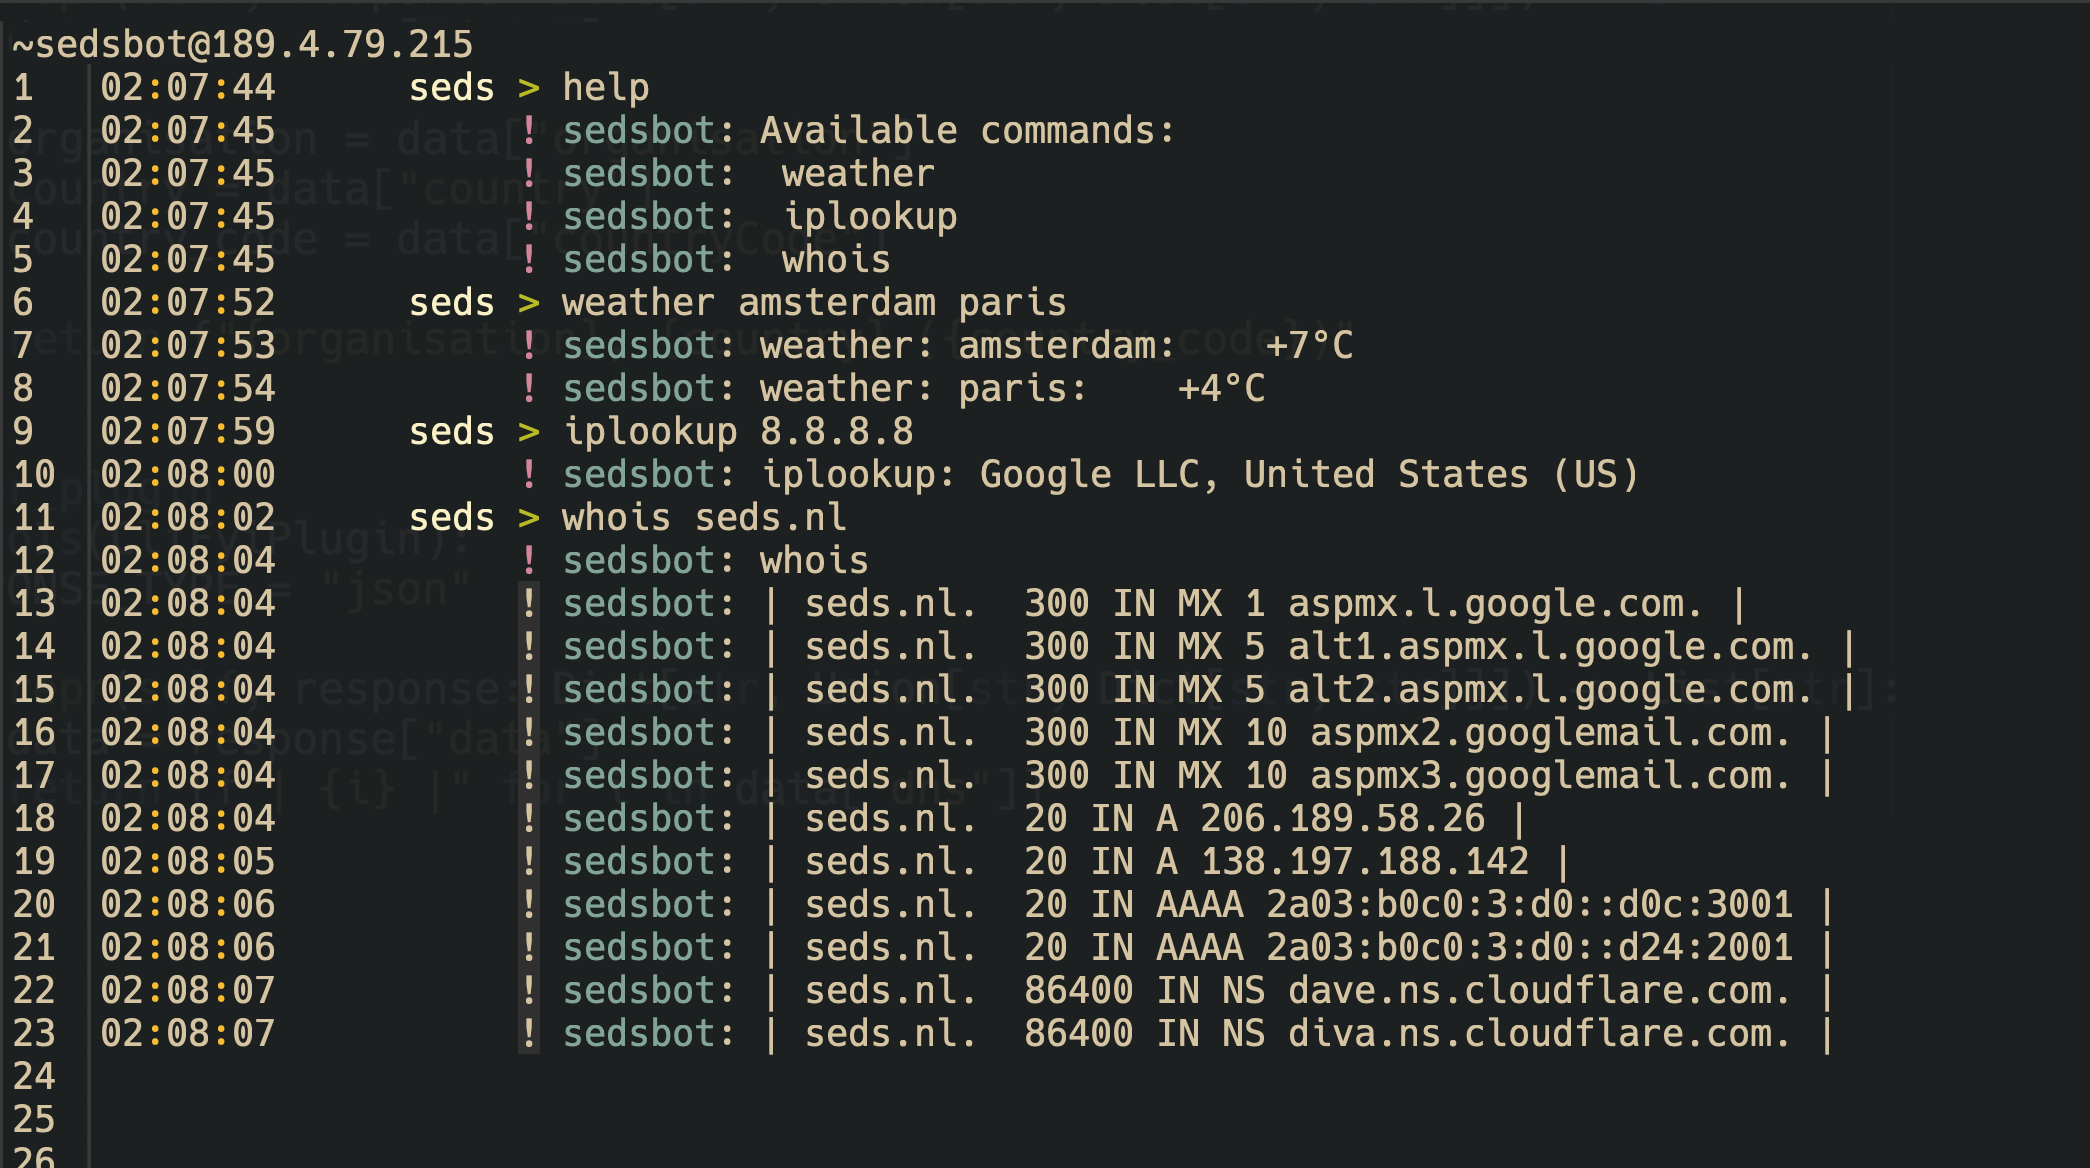 ~sedsbot@189.4.79.215
1 02:07:44 seds > help
2 02:07:45 ! sedsbot: Available commands:
3 02:07:45 ! sedsbot: weather
4 02:07:45 ! sedsbot: iplookup
5 02:07:45 ! sedsbot: whois
6 02:07:52 seds > weather amsterdam paris
7 02:07:53 ! sedsbot: weather: amsterdam: +7°C
8 02:07:54 ! sedsbot: weather: paris: +4°C
9 02:07:59 seds > iplookup 8.8.8.8
10 02:08:00 ! sedsbot: iplookup: Google LLC, United States (US)
11 02:08:02 seds > whois seds.nl
12 02:08:04 ! sedsbot: whois
13 02:08:04 ! sedsbot: | seds.nl. 300 IN MX 1 aspmx.l.google.com. |
14 02:08:04 ! sedsbot: | seds.nl. 300 IN MX 5 alt1.aspmx.l.google.com. |
15 02:08:04 ! sedsbot: | seds.nl. 300 IN MX 5 alt2.aspmx.l.google.com. |
16 02:08:04 ! sedsbot: | seds.nl. 300 IN MX 10 aspmx2.googlemail.com. |
17 02:08:04 ! sedsbot: | seds.nl. 300 IN MX 10 aspmx3.googlemail.com. |
18 02:08:04 ! sedsbot: | seds.nl. 20 IN A 206.189.58.26 |
19 02:08:05 ! sedsbot: | seds.nl. 20 IN A 138.197.188.142 |
20 02:08:06 ! sedsbot: | seds.nl. 20 IN AAAA 2a03:b0c0:3:d0::d0c:3001 |
21 02:08:06 ! sedsbot: | seds.nl. 20 IN AAAA 2a03:b0c0:3:d0::d24:2001 |
22 02:08:07 ! sedsbot: | seds.nl. 86400 IN NS dave.ns.cloudflare.com. |
23 02:08:07 ! sedsbot: | seds.nl. 86400 IN NS diva.ns.cloudflare.com. |
24
25
26